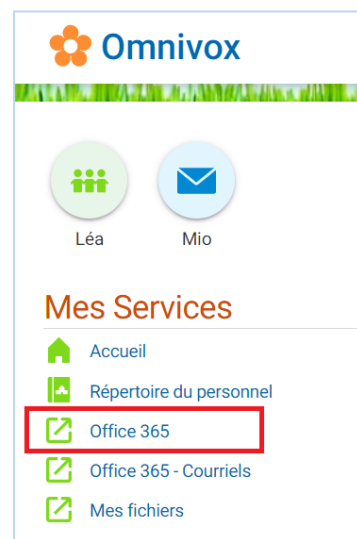 Omnivox
Léa Mio
Mes Services
Accueil
Répertoire du personnel
Office 365
Office 365 - Courriels
Mes fichiers